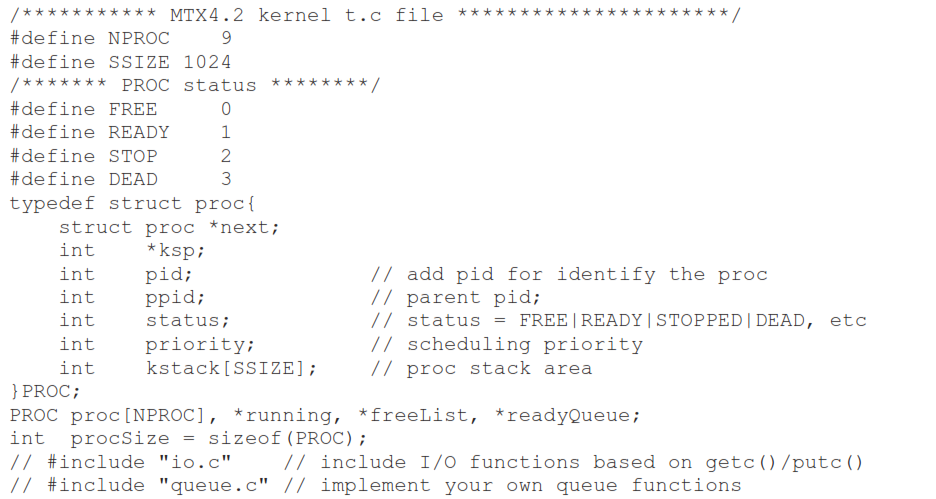 /*********** MTX4.2 kernel t.c file **********************/
#define NPROC    9
#define SSIZE 1024
/******* PROC status ********/
#define FREE     0
#define READY    1
#define STOP     2
#define DEAD     3
typedef struct proc{
    struct proc *next;
    int   *ksp;
    int   pid;             // add pid for identify the proc
    int   ppid;            // parent pid;
    int   status;          // status = FREE|READY|STOPPED|DEAD, etc
    int   priority;        // scheduling priority
    int   kstack[SSIZE];   // proc stack area
}PROC;
PROC proc[NPROC], *running, *freeList, *readyQueue;
int  procSize = sizeof(PROC);
// #include "io.c"    // include I/O functions based on getc()/putc()
// #include "queue.c" // implement your own queue functions